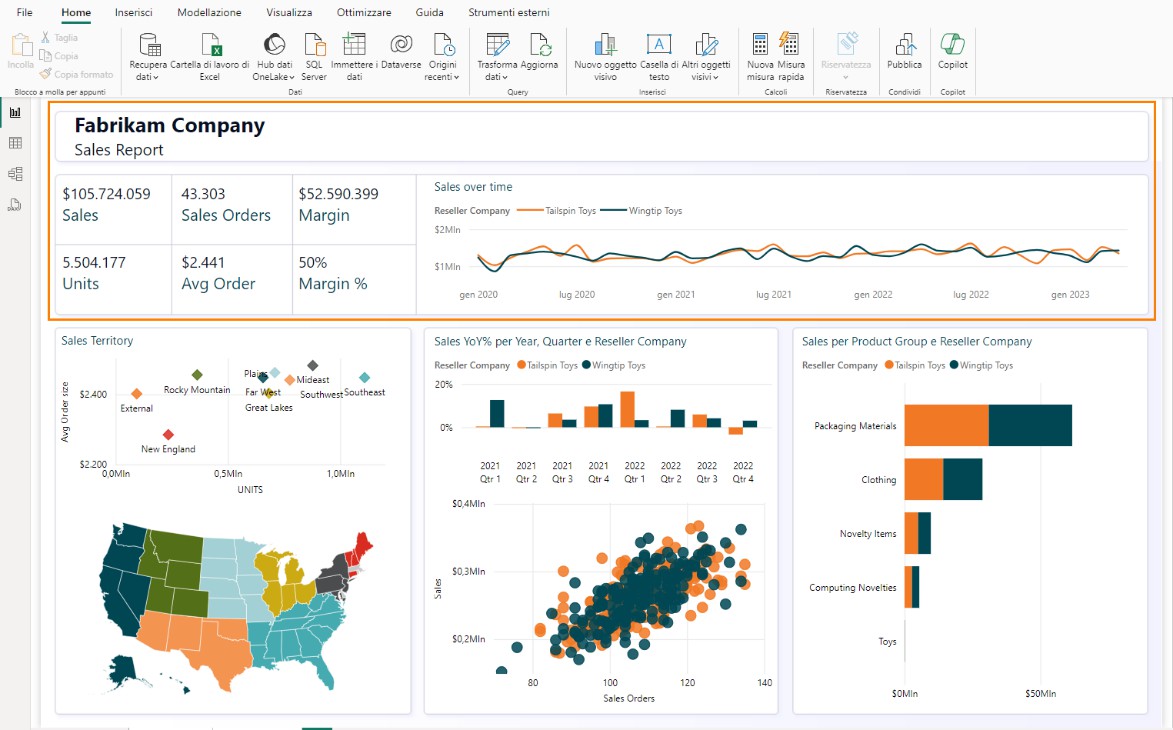 File Home Inserisci Modellazione Visualizza Ottimizzare Guida Strumenti esterni
Incolla
Taglia
Copia
Copia formato
Blocco a molla per appunti
Recupera dati
Cartella di lavoro di Excel
Hub dati OneLake
SQL Server
Immettere i dati
Dataverse
Origini recenti
Dati
Trasforma dati
Aggiorna
Query
Nuovo oggetto visivo
Casella di testo
Altri oggetti visivi
Inserisci
Nuova misura
Misura rapida
Calcoli
Riservatezza
Riservatezza
Pubblica
Condividi
Copilot
Copilot
Fabrikam Company
Sales Report
$105.724.059
Sales
43.303
Sales Orders
$52.590.399
Margin
5.504.177
Units
$2.441
Avg Order
50%
Margin %
Sales over time
Reseller Company Tailspin Toys Wingtip Toys
$2Mln
$1Mln
gen 2020 lug 2020 gen 2021 lug 2021 gen 2022 lug 2022 gen 2023
Sales Territory
Avg Order size
$2.400
$2.200
Plains
Rocky Mountain
Mideast
Far West
Southwest
Southeast
External
Great Lakes
New England
0,0Mln 0,5Mln 1,0Mln
UNITS
Sales YoY% per Year, Quarter e Reseller Company
Reseller Company Tailspin Toys Wingtip Toys
20%
0%
2021 2021 2021 2021 2022 2022 2022 2022
Qtr 1 Qtr 2 Qtr 3 Qtr 4 Qtr 1 Qtr 2 Qtr 3 Qtr 4
$0,4Mln
$0,3Mln
$0,2Mln
Sales
80 100 120 140
Sales Orders
Sales per Product Group e Reseller Company
Reseller Company Tailspin Toys Wingtip Toys
Packaging Materials
Clothing
Novelty Items
Computing Novelties
Toys
$0Mln $50Mln